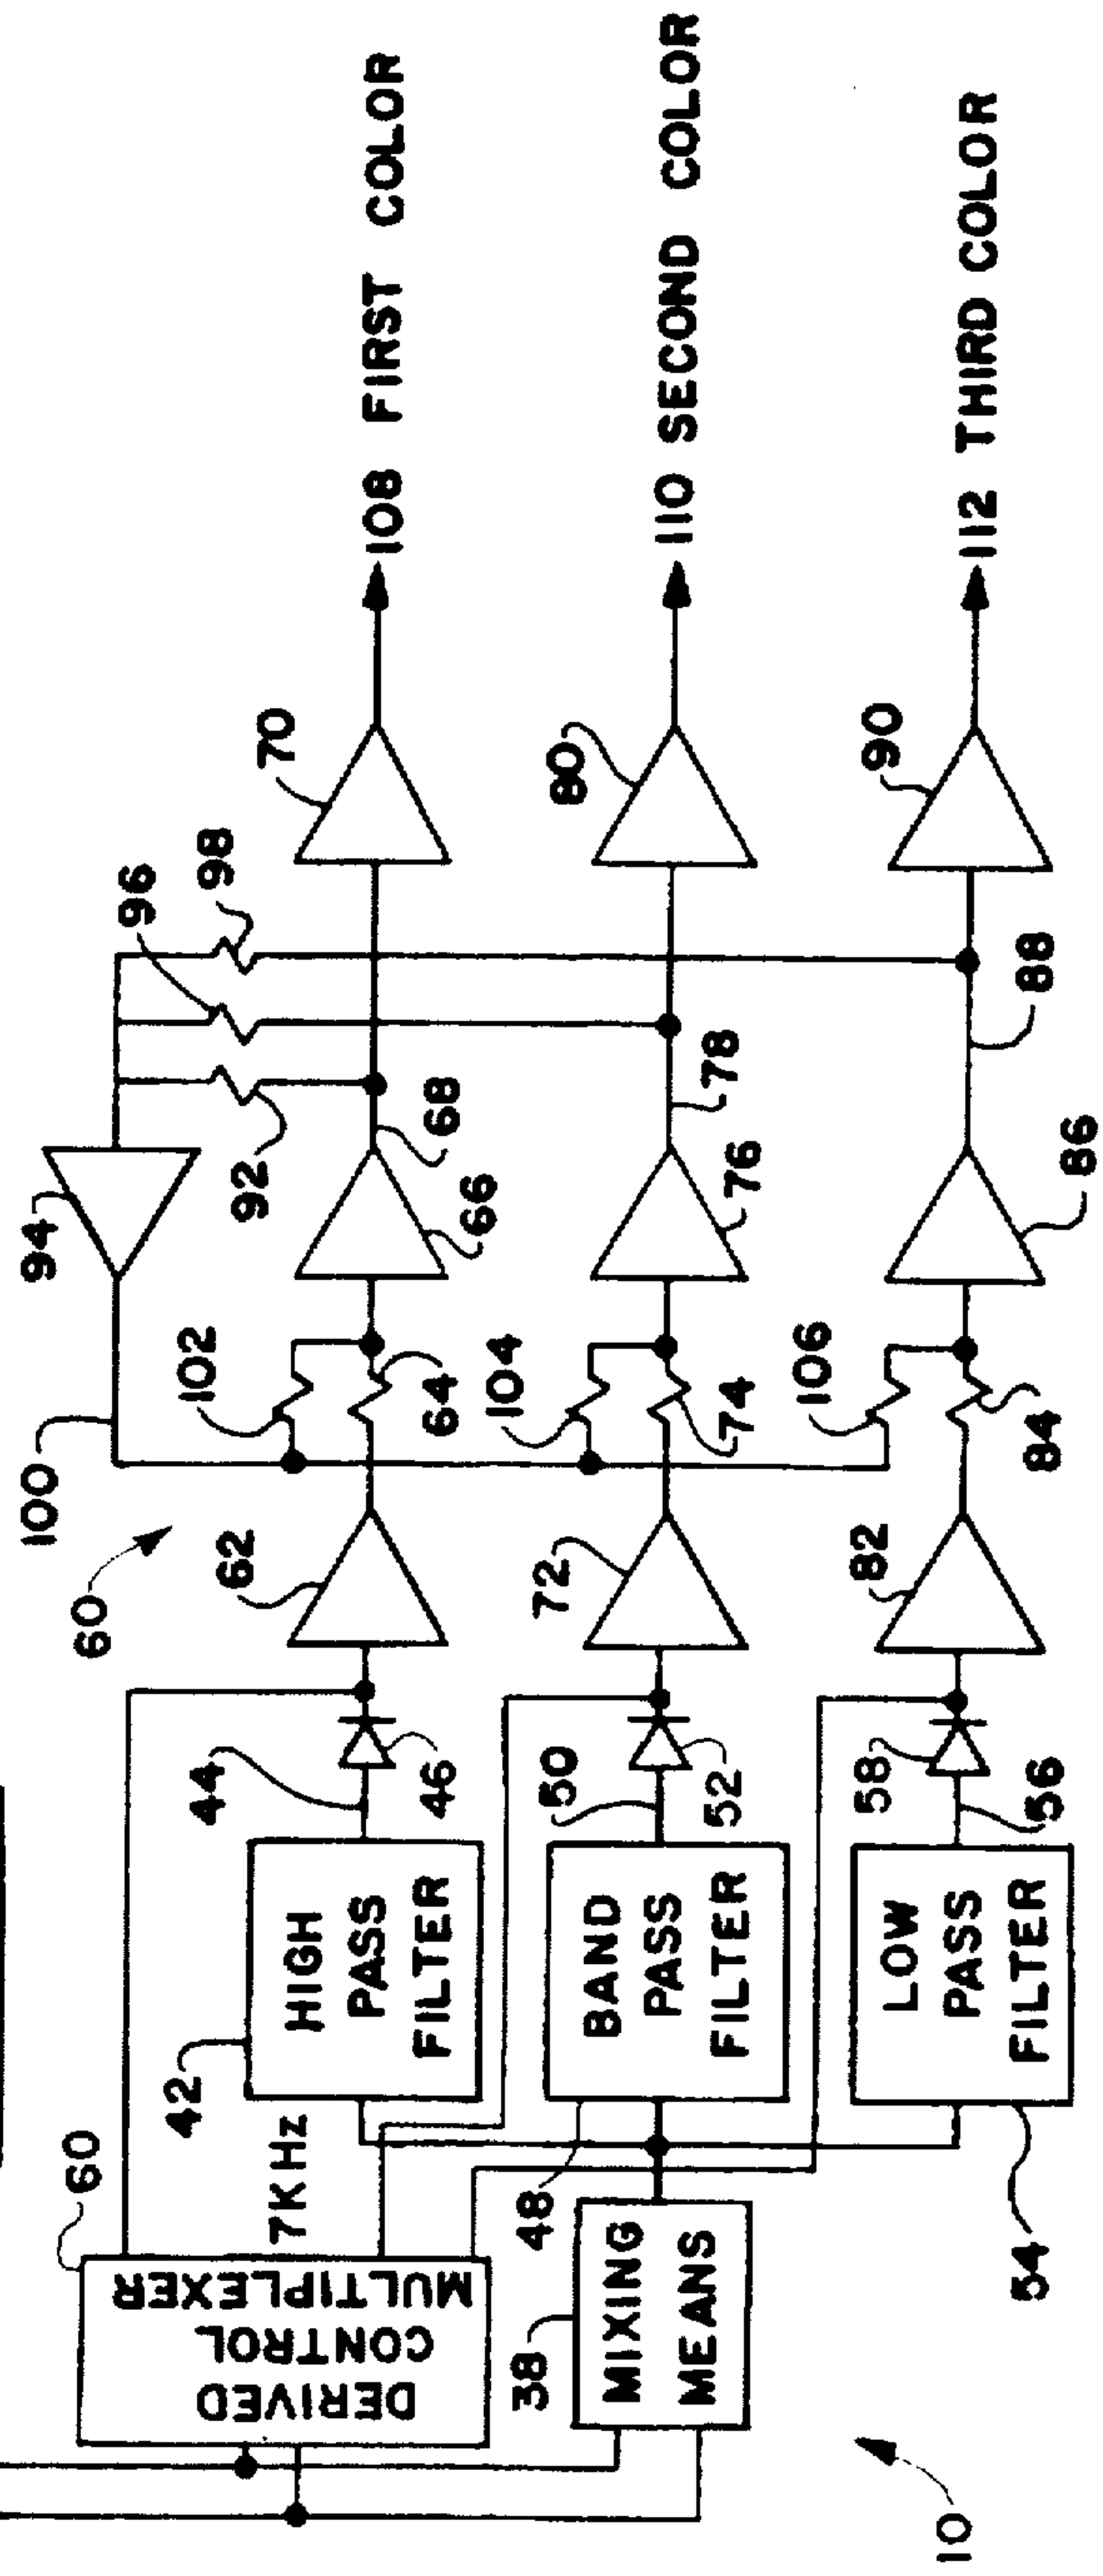 60
DERIVED
CONTROL
MULTIPLEXER
7KHz
38
MIXING
MEANS
42
HIGH
PASS
FILTER
44
46
48
BAND
PASS
FILTER
50
52
54
LOW
PASS
FILTER
56
58
60
62
64
66
68
70
72
74
76
78
80
82
84
86
88
90
92
94
96
98
100
102
104
106
108 FIRST COLOR
110 SECOND COLOR
112 THIRD COLOR
10